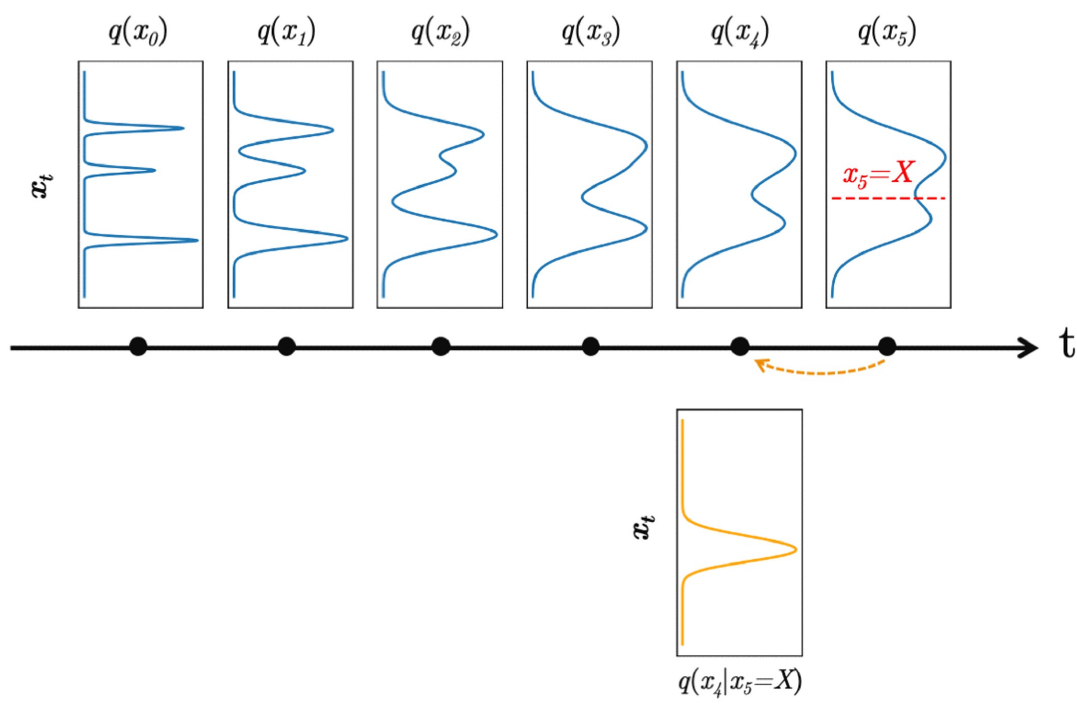 q(x₀) q(x₁) q(x₂) q(x₃) q(x₄) q(x₅)
xₜ
x₅=X
t
xₜ
q(x₄|x₅=X)